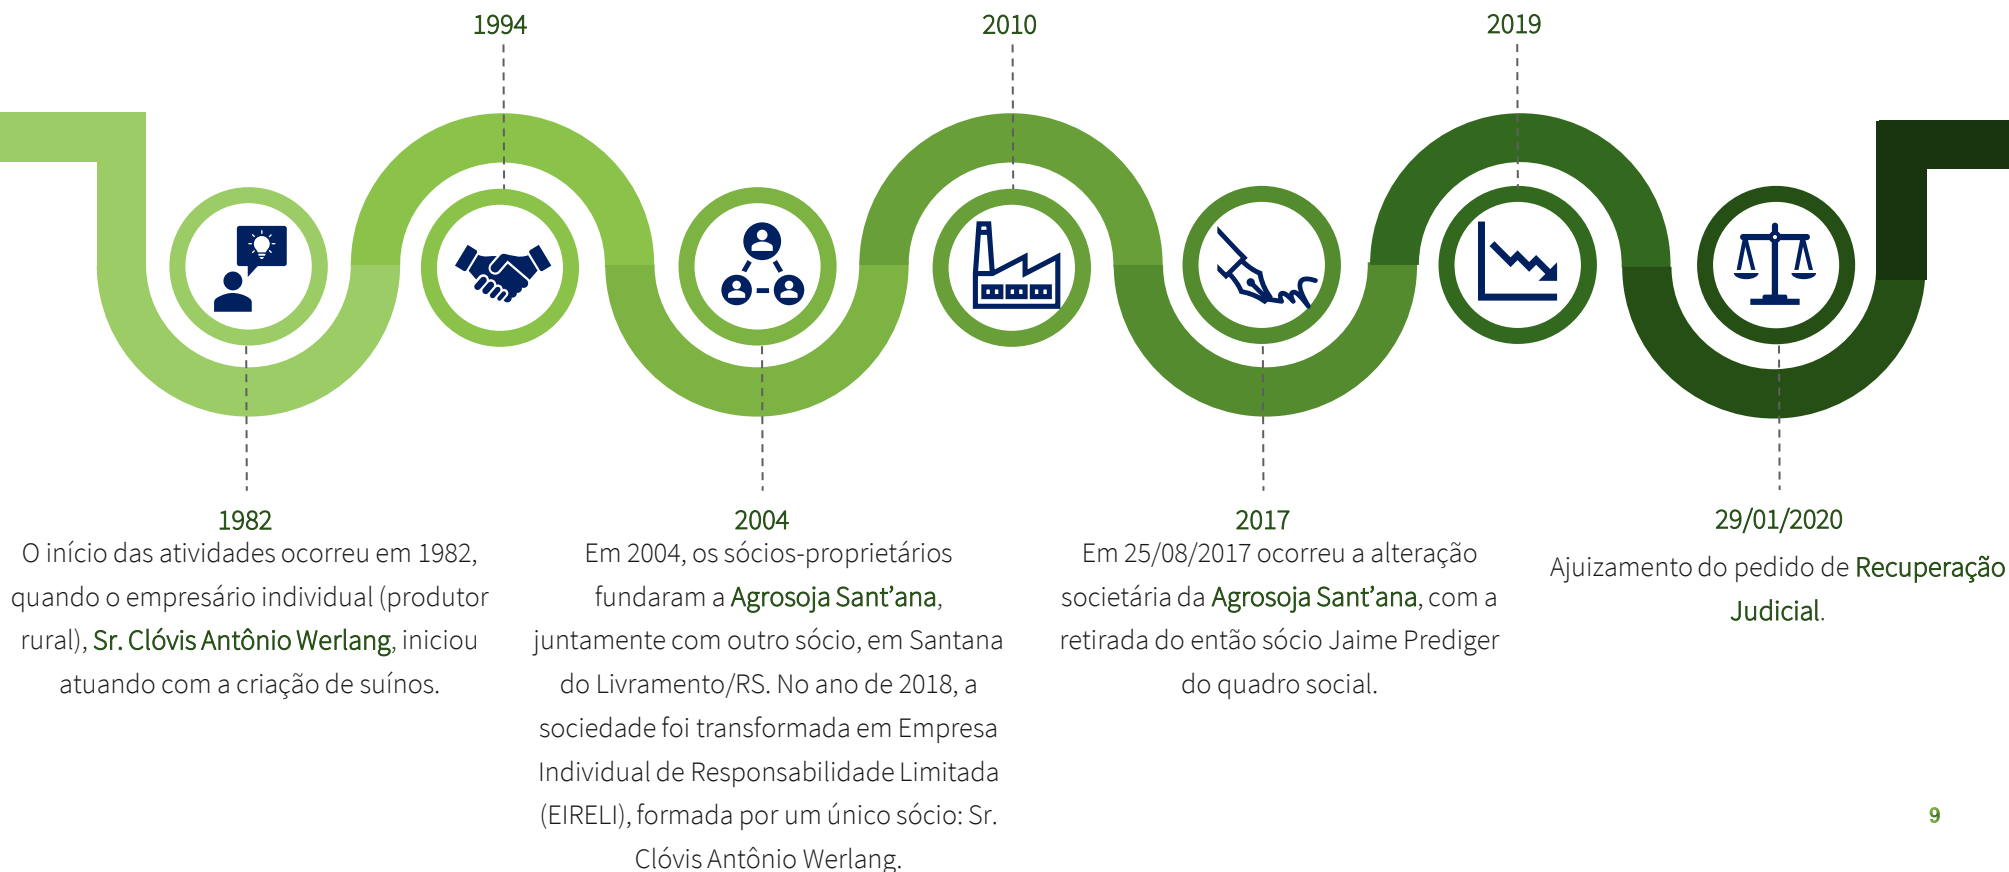 1994
2010
2019
1982
O início das atividades ocorreu em 1982,
quando o empresário individual (produtor
rural), Sr. Clóvis Antônio Werlang, iniciou
atuando com a criação de suínos.
2004
Em 2004, os sócios-proprietários
fundaram a Agrosoja Sant’ana,
juntamente com outro sócio, em Santana
do Livramento/RS. No ano de 2018, a
sociedade foi transformada em Empresa
Individual de Responsabilidade Limitada
(EIRELI), formada por um único sócio: Sr.
Clóvis Antônio Werlang.
2017
Em 25/08/2017 ocorreu a alteração
societária da Agrosoja Sant’ana, com a
retirada do então sócio Jaime Prediger
do quadro social.
29/01/2020
Ajuizamento do pedido de Recuperação
Judicial.
9